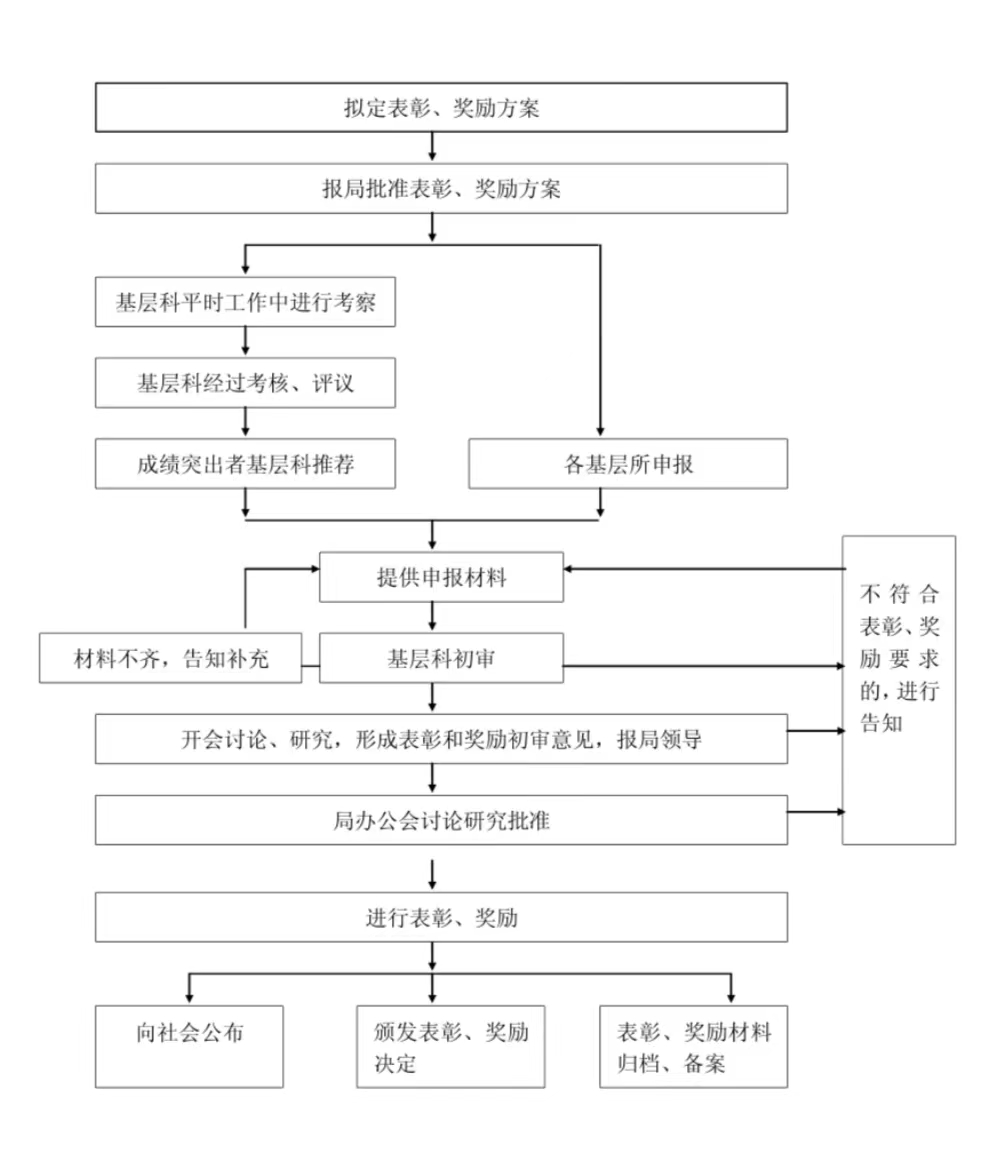 拟定表彰、奖励方案
报局批准表彰、奖励方案
基层科平时工作中进行考察
基层科经过考核、评议
成绩突出者基层科推荐
各基层所申报
提供申报材料
材料不齐，告知补充
基层科初审
不符合
表彰、奖
励要求
的，进行
告知
开会讨论、研究，形成表彰和奖励初审意见，报局领导
局办公会讨论研究批准
进行表彰、奖励
向社会公布
颁发表彰、奖励
决定
表彰、奖励材料
归档、备案